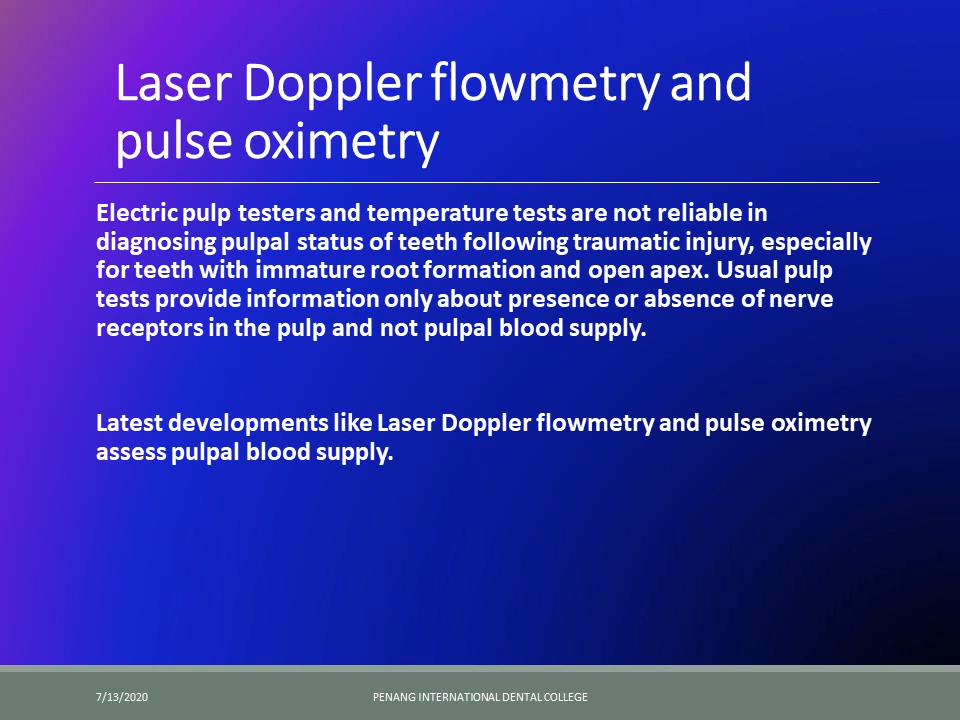 Laser Doppler flowmetry and
pulse oximetry
Electric pulp testers and temperature tests are not reliable in
diagnosing pulpal status of teeth following traumatic injury, especially
for teeth with immature root formation and open apex. Usual pulp
tests provide information only about presence or absence of nerve
receptors in the pulp and not pulpal blood supply.
Latest developments like Laser Doppler flowmetry and pulse oximetry
assess pulpal blood supply.
7/13/2020
PENANG INTERNATIONAL DENTAL COLLEGE